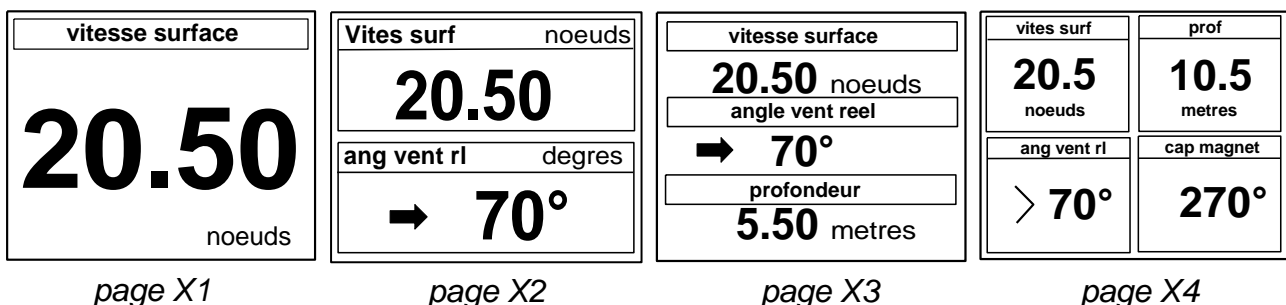 vitesse surface
20.50
noeuds
page X1
Vites surf noeuds
20.50
ang vent rl degres
➡ 70°
page X2
vitesse surface
20.50 noeuds
angle vent reel
➡ 70°
profondeur
5.50 metres
page X3
vites surf
20.5
noeuds
prof
10.5
metres
ang vent rl
> 70°
cap magnet
270°
page X4